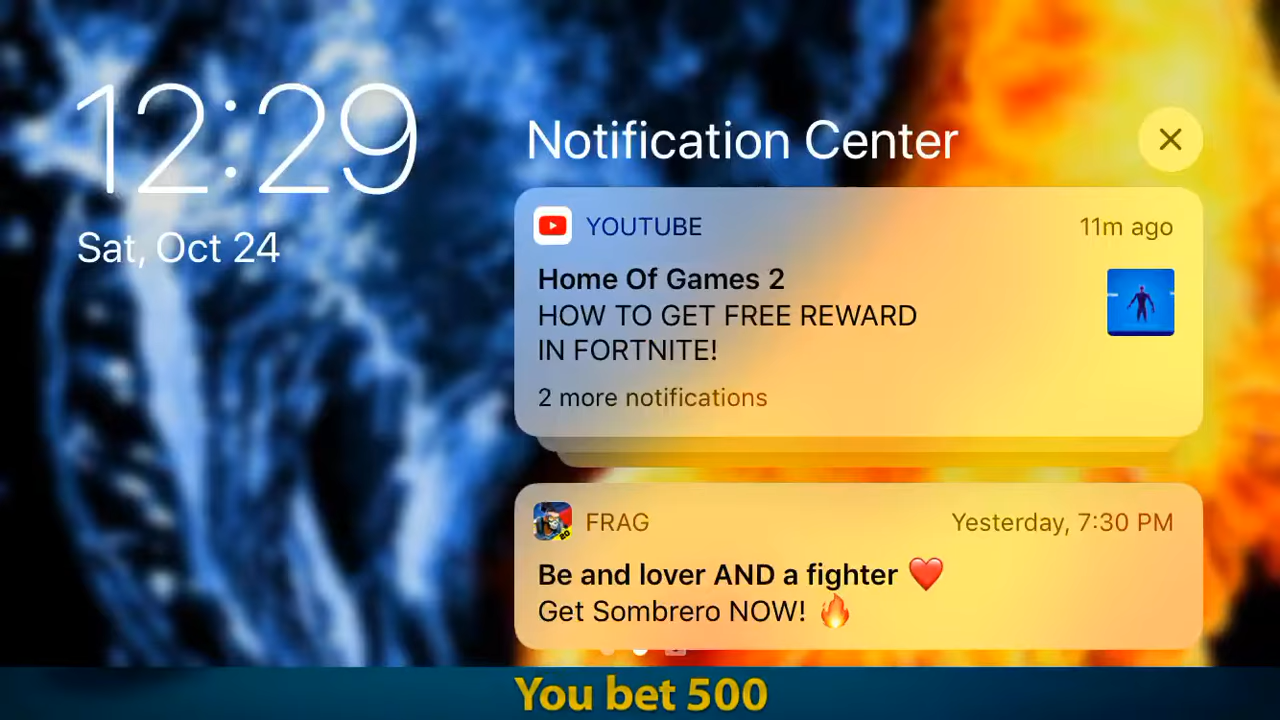 12:29
Sat, Oct 24
Notification Center
YOUTUBE
11m ago
Home Of Games 2
HOW TO GET FREE REWARD
IN FORTNITE!
2 more notifications
FRAG
Yesterday, 7:30 PM
Be and lover AND a fighter ❤️
Get Sombrero NOW! 🔥
You bet 500